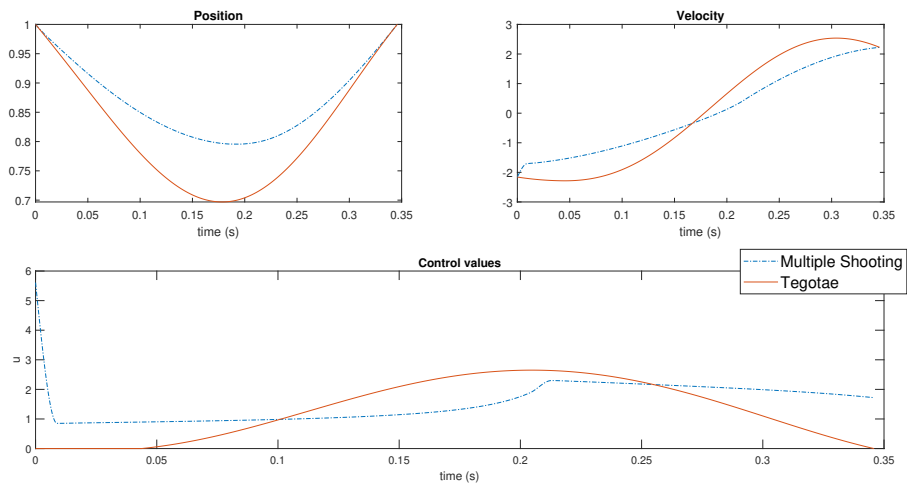 Position
1
0.95
0.9
0.85
0.8
0.75
0.7
0 0.05 0.1 0.15 0.2 0.25 0.3 0.35
time (s)
Velocity
3
2
1
0
-1
-2
-3
0 0.05 0.1 0.15 0.2 0.25 0.3 0.35
time (s)
Control values
Multiple Shooting
Tegotae
6
5
4
3
2
1
0
u
0 0.05 0.1 0.15 0.2 0.25 0.3 0.35
time (s)